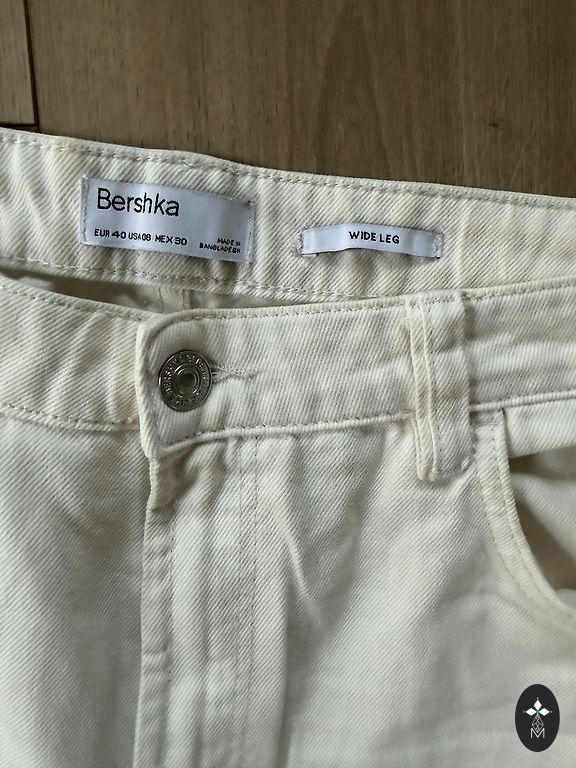 Bershka
EUR 40 USA 08 MEX 30
MADE IN
BANGLADESH
WIDE LEG
M